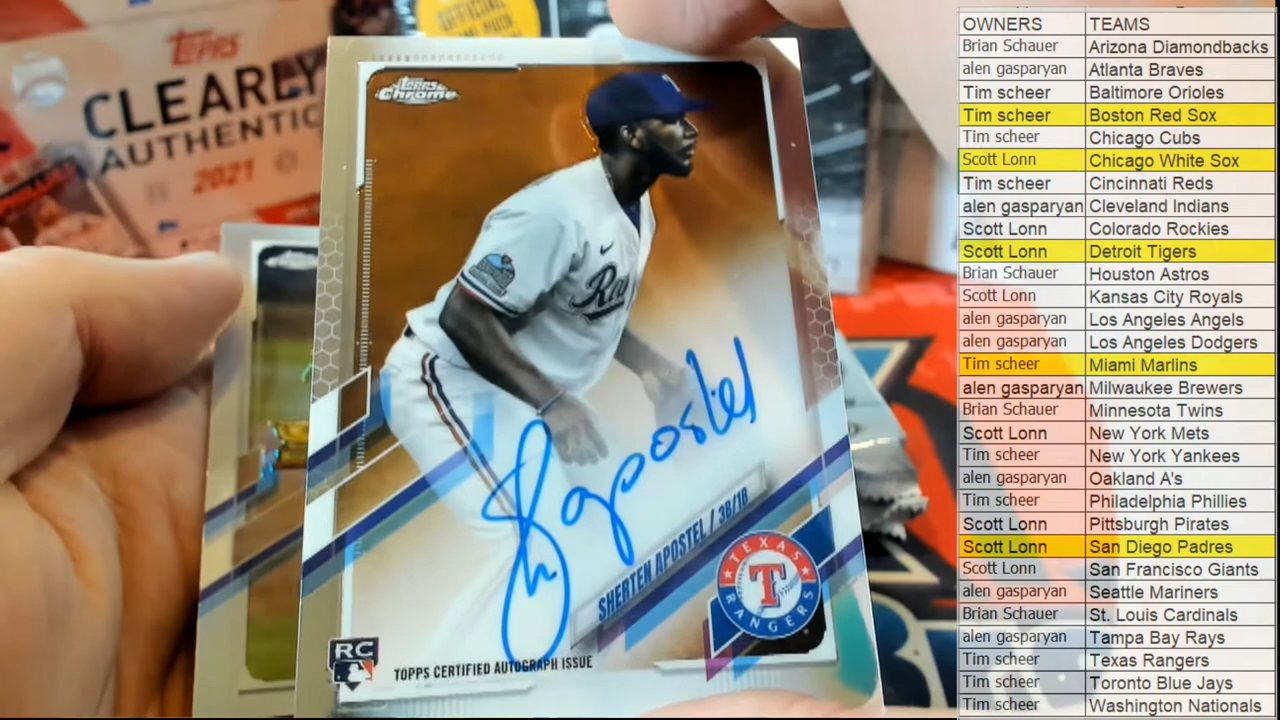 OFFICIAL
TOPPS
CLEARLY
AUTHENTIC
2021
TOPPS
Chrome
Ra
S Apostel
SHERTEN APOSTEL / 3B/1B
TEXAS
T
RANGERS
RC
TOPPS CERTIFIED AUTOGRAPH ISSUE
OWNERS TEAMS
Brian Schauer Arizona Diamondbacks
alen gasparyan Atlanta Braves
Tim scheer Baltimore Orioles
Tim scheer Boston Red Sox
Tim scheer Chicago Cubs
Scott Lonn Chicago White Sox
Tim scheer Cincinnati Reds
alen gasparyan Cleveland Indians
Scott Lonn Colorado Rockies
Scott Lonn Detroit Tigers
Brian Schauer Houston Astros
Scott Lonn Kansas City Royals
alen gasparyan Los Angeles Angels
alen gasparyan Los Angeles Dodgers
Tim scheer Miami Marlins
alen gasparyan Milwaukee Brewers
Brian Schauer Minnesota Twins
Scott Lonn New York Mets
Tim scheer New York Yankees
alen gasparyan Oakland A's
Tim scheer Philadelphia Phillies
Scott Lonn Pittsburgh Pirates
Scott Lonn San Diego Padres
Scott Lonn San Francisco Giants
alen gasparyan Seattle Mariners
Brian Schauer St. Louis Cardinals
alen gasparyan Tampa Bay Rays
Tim scheer Texas Rangers
Tim scheer Toronto Blue Jays
Tim scheer Washington Nationals